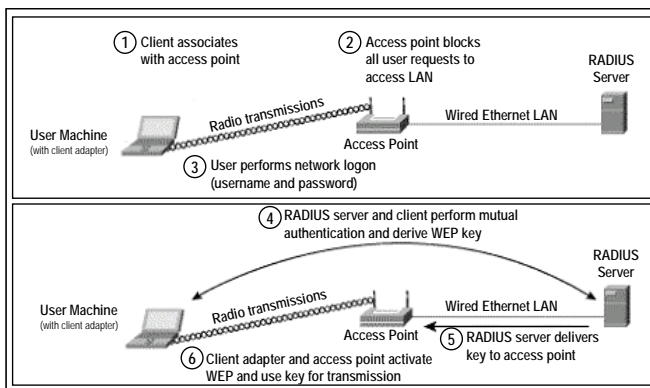 1 Client associates
with access point
2 Access point blocks
all user requests to
access LAN
RADIUS
Server
Radio transmissions
Wired Ethernet LAN
User Machine
(with client adapter)
Access Point
3 User performs network logon
(username and password)
4 RADIUS server and client perform mutual
authentication and derive WEP key
RADIUS
Server
User Machine
(with client adapter)
Radio transmissions
Wired Ethernet LAN
Access Point
5 RADIUS server delivers
key to access point
6 Client adapter and access point activate
WEP and use key for transmission